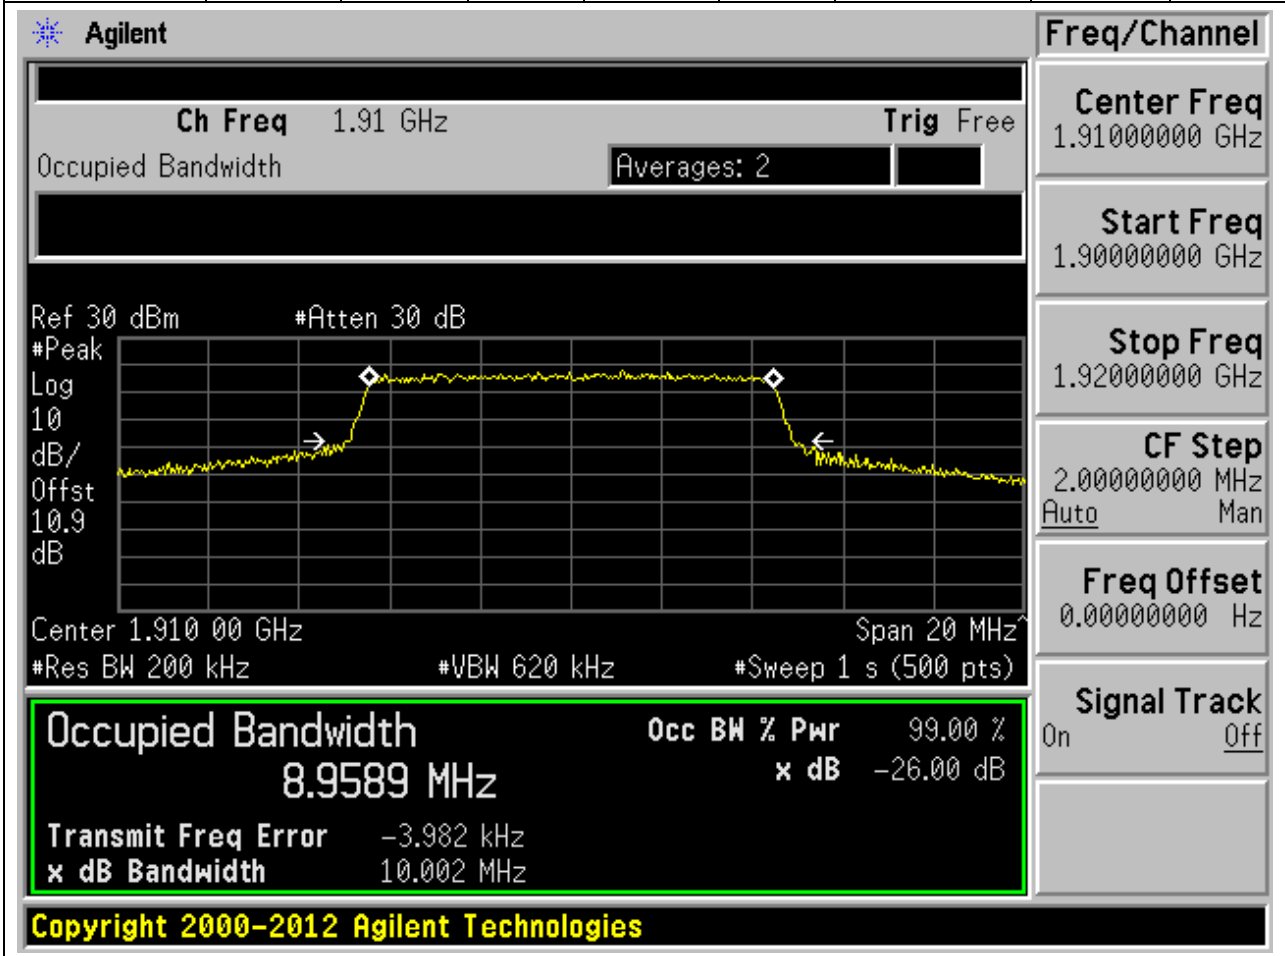 Agilent
Freq/Channel
Ch Freq 1.91 GHz Trig Free
Occupied Bandwidth Averages: 2
Center Freq
1.91000000 GHz
Start Freq
1.90000000 GHz
Stop Freq
1.92000000 GHz
CF Step
2.00000000 MHz
Auto Man
Freq Offset
0.00000000 Hz
Signal Track
On Off
Ref 30 dBm #Atten 30 dB
#Peak
Log
10
dB/
Offst
10.9
dB
Center 1.910 00 GHz Span 20 MHz^
#Res BW 200 kHz #VBW 620 kHz #Sweep 1 s (500 pts)
Occupied Bandwidth Occ BW % Pwr 99.00 %
8.9589 MHz x dB -26.00 dB
Transmit Freq Error -3.982 kHz
x dB Bandwidth 10.002 MHz
Copyright 2000-2012 Agilent Technologies